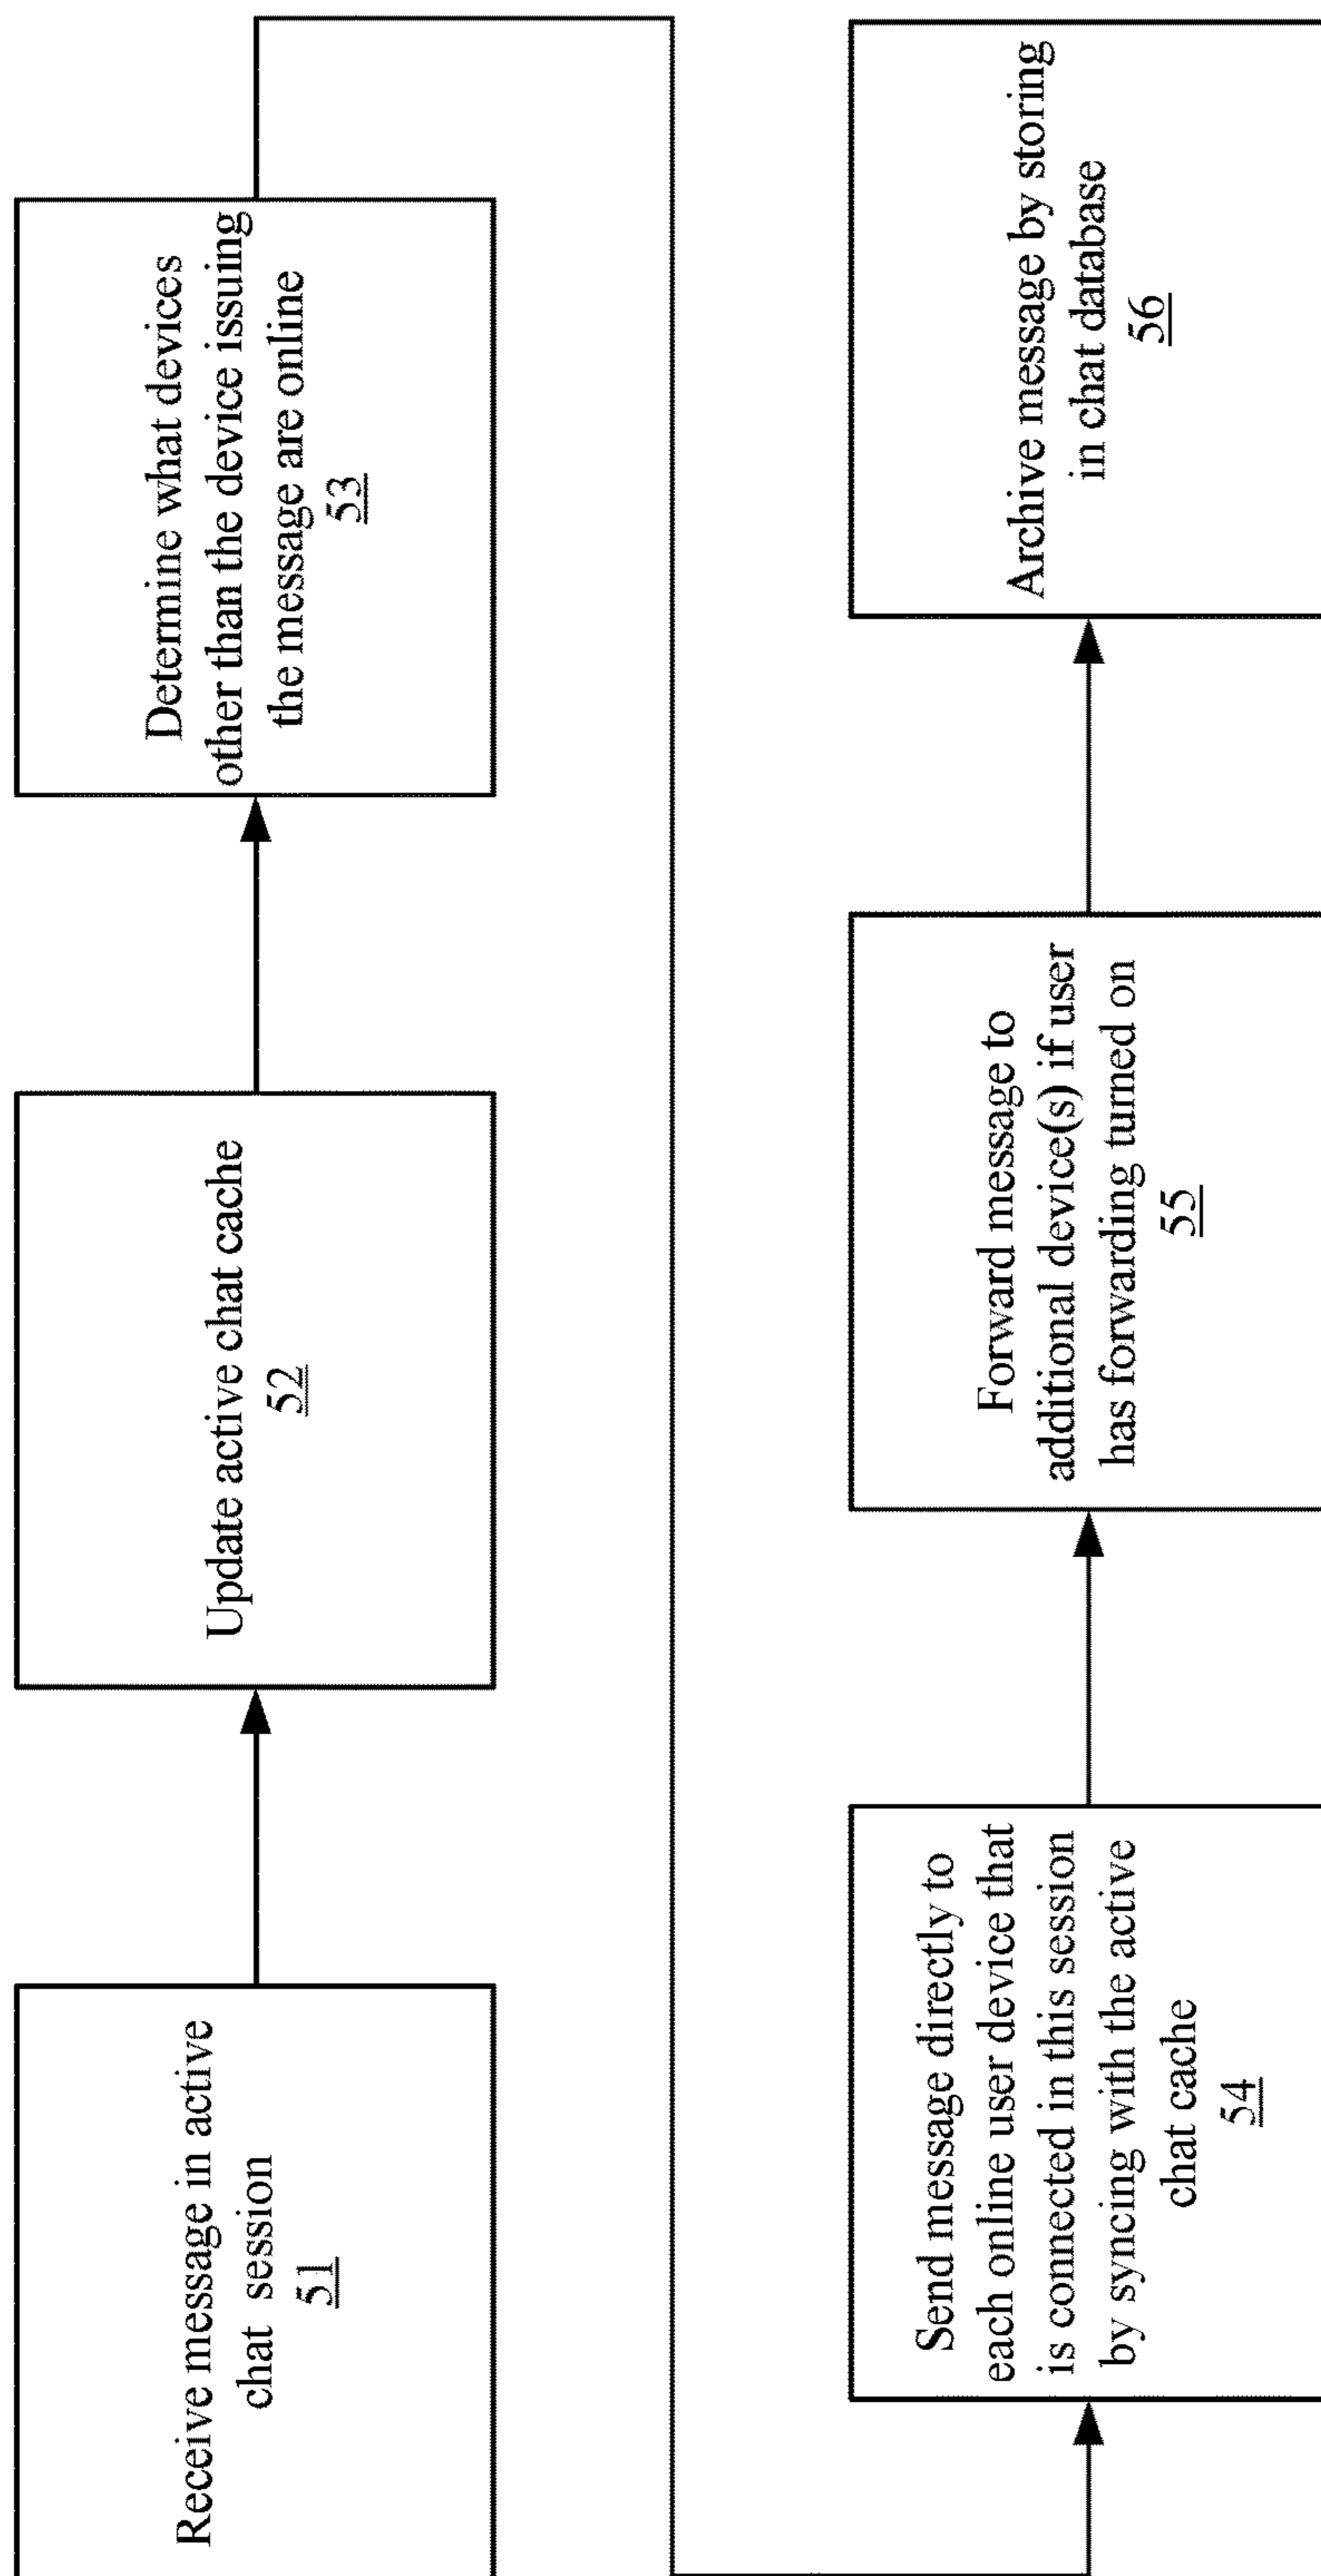 Receive message in active
chat session
51
Update active chat cache
52
Determine what devices
other than the device issuing
the message are online
53
Send message directly to
each online user device that
is connected in this session
by syncing with the active
chat cache
54
Forward message to
additional device(s) if user
has forwarding turned on
55
Archive message by storing
in chat database
56